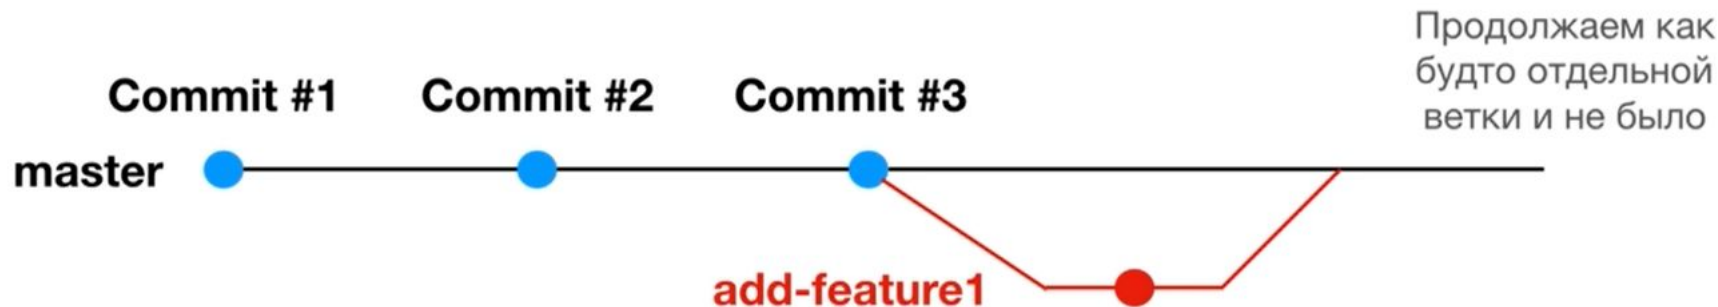 Продолжаем как
будто отдельной
ветки и не было
Commit #1 Commit #2 Commit #3
master
add-feature1